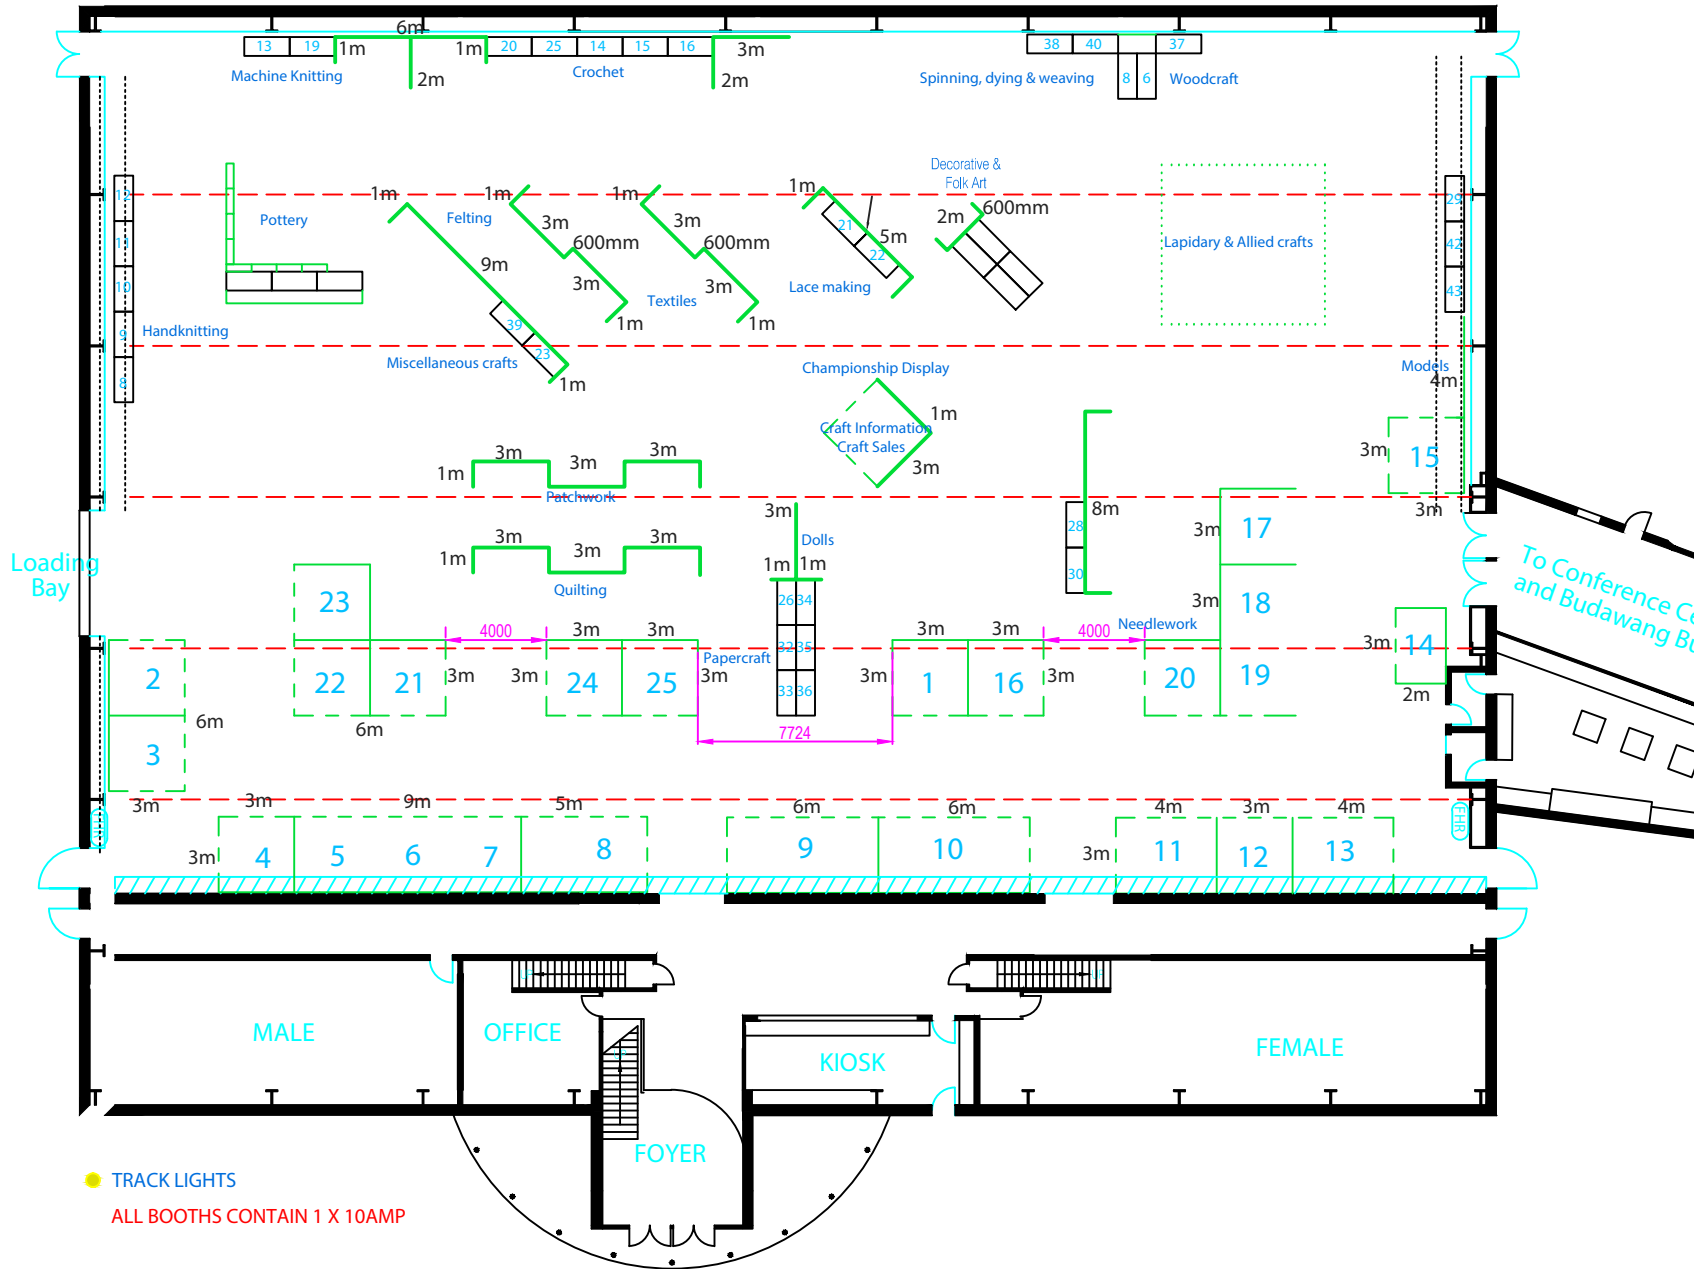 6m
13 19 1m 1m 20 25 14 15 16 3m 38 40 37
Machine Knitting 2m Crochet 2m Spinning, dying & weaving 8 6 Woodcraft
Decorative &
Folk Art
12 1m 1m 1m 1m 29
Pottery Felting 3m 3m 21 2m 600mm
11 600mm 600mm 5m Lapidary & Allied crafts 42
9m 22
10 3m 3m Lace making 43
Textiles
9 Handknitting 39 1m 1m
23
Miscellaneous crafts Championship Display Models
8 1m 4m
1m
Craft Information
Craft Sales
3m 3m 3m 3m 15
1m 3m
Patchwork 3m
3m 28 8m 3m 17
3m 3m 3m Dolls
1m 1m 1m
Loading
Bay
Quilting 30
To Conference Ce
and Budawang Bu
23 26 34 3m 18
4000 3m 3m 3m 3m 4000 Needlework
32 35 3m 14
2 22 21 3m 3m 24 25 Papercraft 3m 3m 1 16 3m 20 19
33 36 2m
6m 6m
7724
3
3m 3m 9m 5m 6m 6m 4m 3m 4m
FHR FHR
3m 4 5 6 7 8 9 10 3m 11 12 13
UP UP
MALE OFFICE KIOSK FEMALE
UP
FOYER
TRACK LIGHTS
ALL BOOTHS CONTAIN 1 X 10AMP